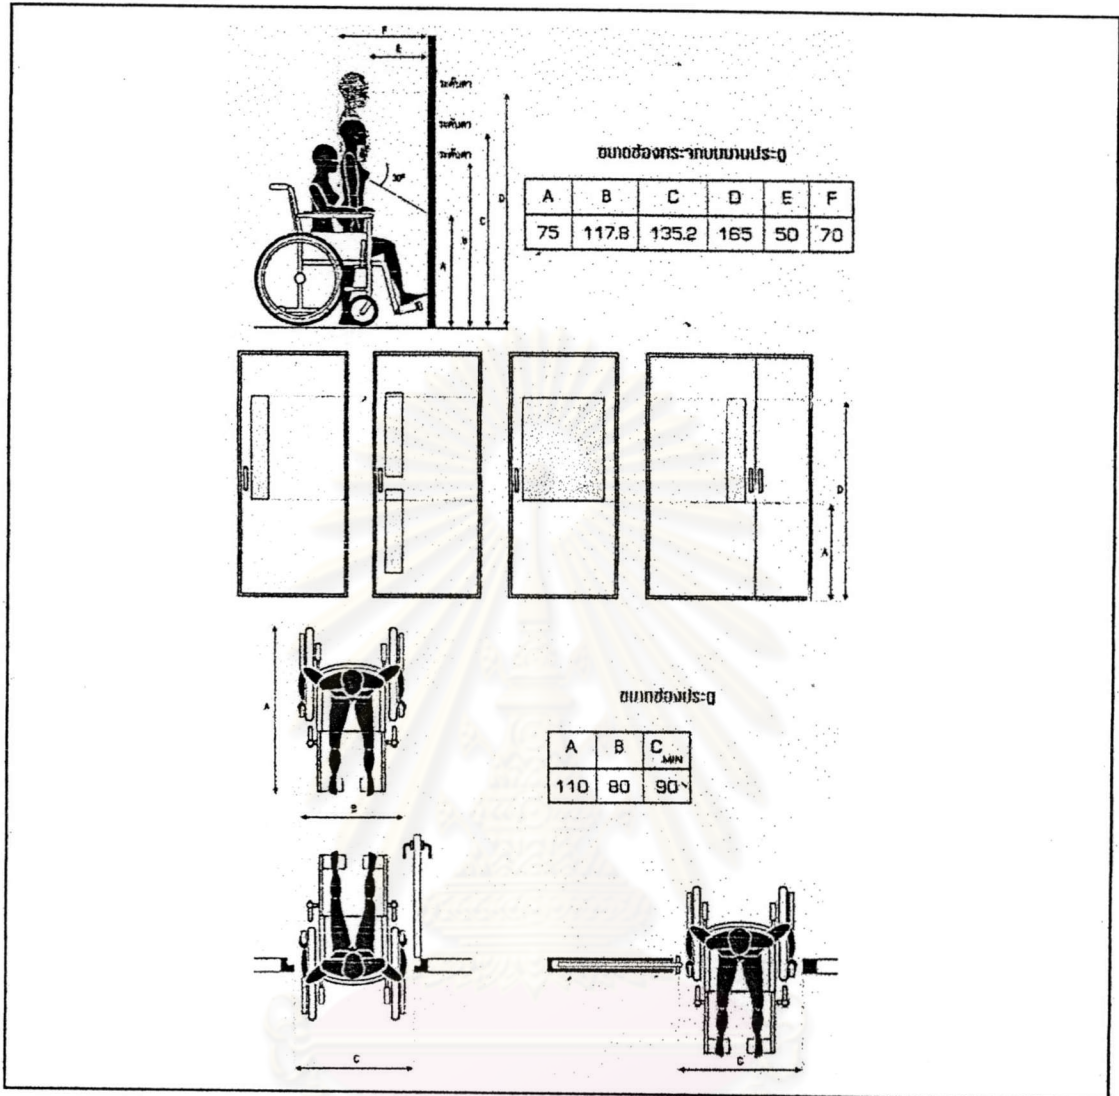 F
E
ระดับตา
ระดับตา
ระดับตา
30°
D
C
B
A
ขนาดช่องกระจกบนบานประตู
A B C D E F
75 117.8 135.2 165 50 70
D
A
A
B
ขนาดช่องประตู
A B C MIN
110 80 90
C
C